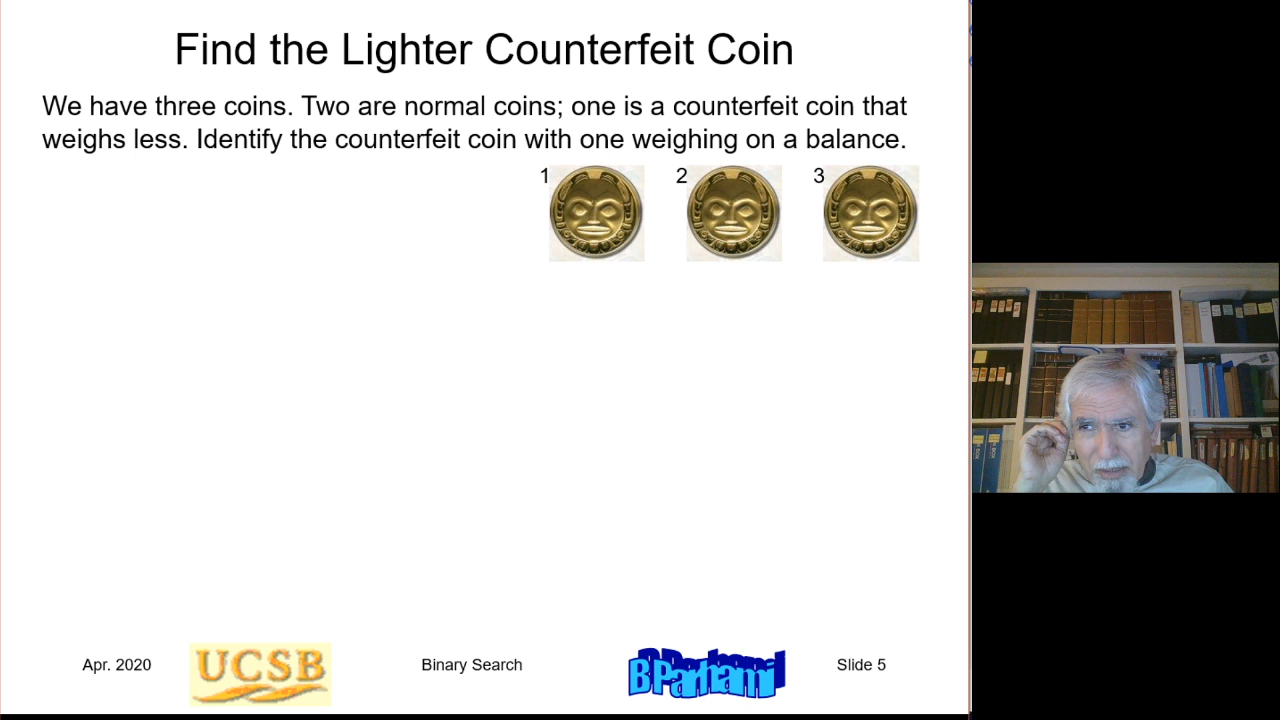 Find the Lighter Counterfeit Coin
We have three coins. Two are normal coins; one is a counterfeit coin that
weighs less. Identify the counterfeit coin with one weighing on a balance.
1 2 3
Apr. 2020 UCSB Binary Search BParhami Slide 5